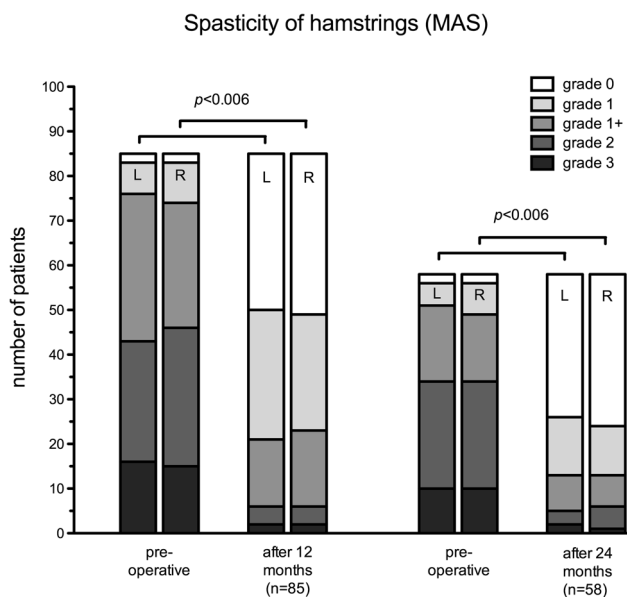 Spasticity of hamstrings (MAS)
number of patients
100
90
80
70
60
50
40
30
20
10
0
grade 0
grade 1
grade 1+
grade 2
grade 3
p<0.006
L
R
L
R
p<0.006
L
R
L
R
pre-
operative
after 12
months
(n=85)
pre-
operative
after 24
months
(n=58)